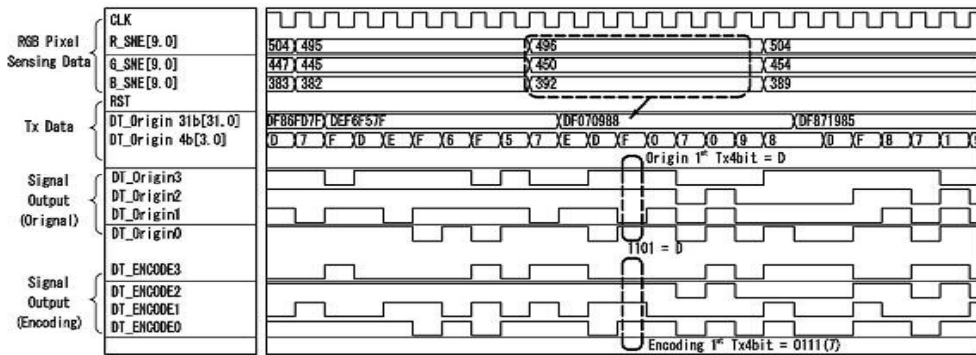 CLK
RGB Pixel
Sensing Data
R_SNE[9.0] 504 495 496 504
G_SNE[9.0] 447 445 450 454
B_SNE[9.0] 383 382 392 389
RST
Tx Data
DT_Origin 31b[31.0] DF86FD7F DEF6F57F DF070988 DF871985
DT_Origin 4b[3.0] D 7 F D E F 6 F 5 7 E D F 0 7 0 9 8 D F 8 7 1
Origin 1st Tx4bit = D
Signal
Output
(Orignal)
DT_Origin3
DT_Origin2
DT_Origin1
DT_Origin0
1101 = D
Signal
Output
(Encoding)
DT_ENCODE3
DT_ENCODE2
DT_ENCODE1
DT_ENCODE0
Encoding 1st Tx4bit = 0111(7)